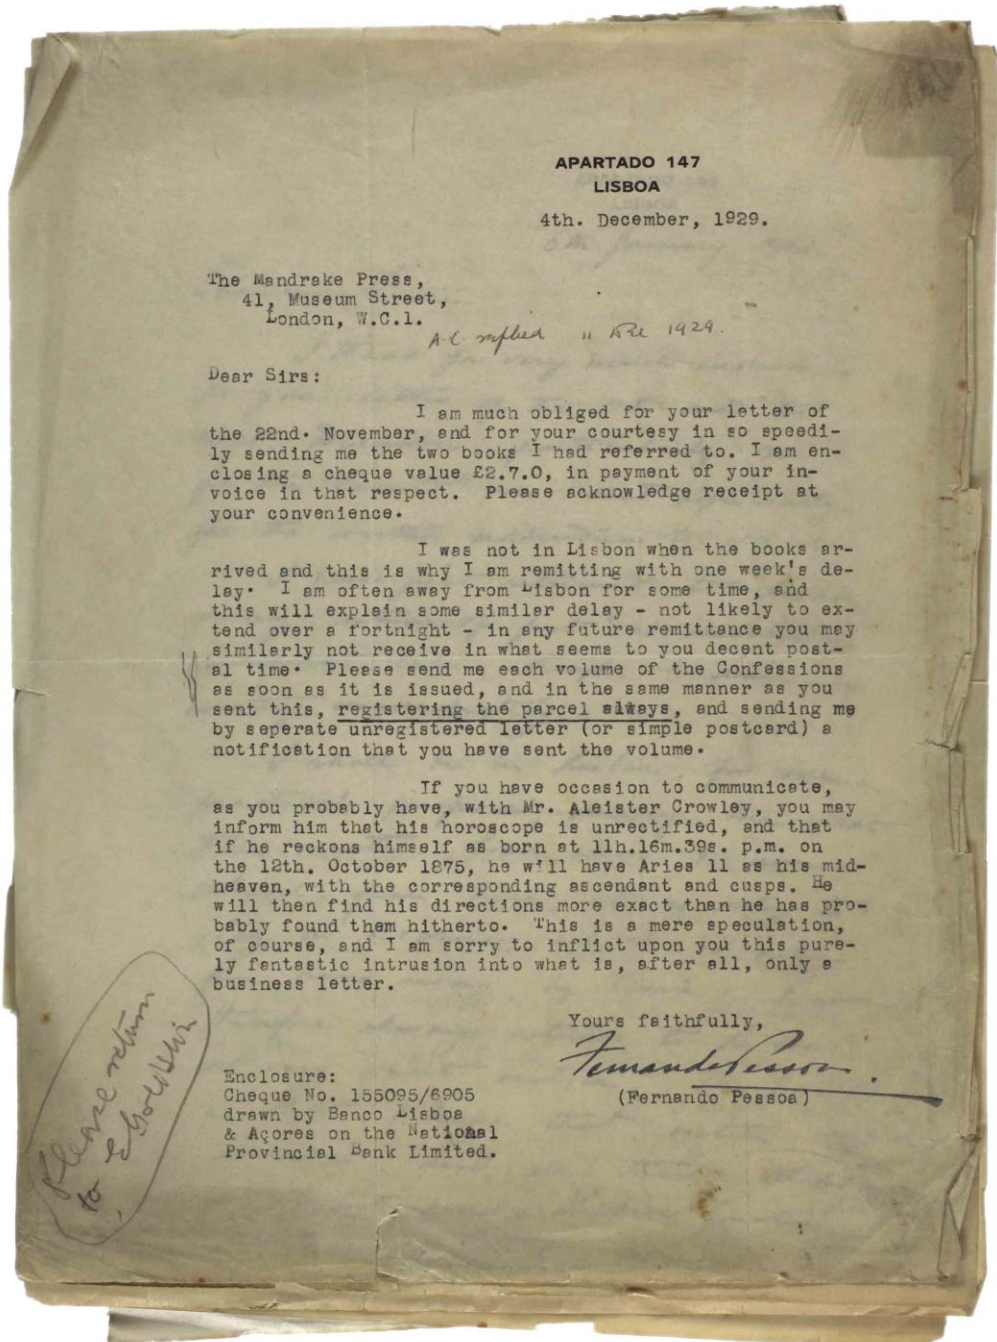 APARTADO 147
LISBOA
4th. December, 1929.
The Mandrake Press,
41, Museum Street,
London, W.C.1.
A.C. replied 11 Dec 1929.
Dear Sirs:
I am much obliged for your letter of
the 22nd. November, and for your courtesy in so speedi-
ly sending me the two books I had referred to. I am en-
closing a cheque value £2.7.0, in payment of your in-
voice in that respect. Please acknowledge receipt at
your convenience.
I was not in Lisbon when the books ar-
rived and this is why I am remitting with one week's de-
lay. I am often away from Lisbon for some time, and
this will explain some similar delay - not likely to ex-
tend over a fortnight - in any future remittance you may
similarly not receive in what seems to you decent post-
al time. Please send me each volume of the Confessions
as soon as it is issued, and in the same manner as you
sent this, registering the parcel always, and sending me
by seperate unregistered letter (or simple postcard) a
notification that you have sent the volume.
If you have occasion to communicate,
as you probably have, with Mr. Aleister Crowley, you may
inform him that his horoscope is unrectified, and that
if he reckons himself as born at 11h.16m.39s. p.m. on
the 12th. October 1875, he will have Aries 11 as his mid-
heaven, with the corresponding ascendant and cusps. He
will then find his directions more exact than he has pro-
bably found them hitherto. This is a mere speculation,
of course, and I am sorry to inflict upon you this pure-
ly fantastic intrusion into what is, after all, only a
business letter.
Yours faithfully,
Fernando Pessoa.
(Fernando Pessoa)
Enclosure:
Cheque No. 155095/6905
drawn by Banco Lisboa
& Açores on the National
Provincial Bank Limited.
Please return
to